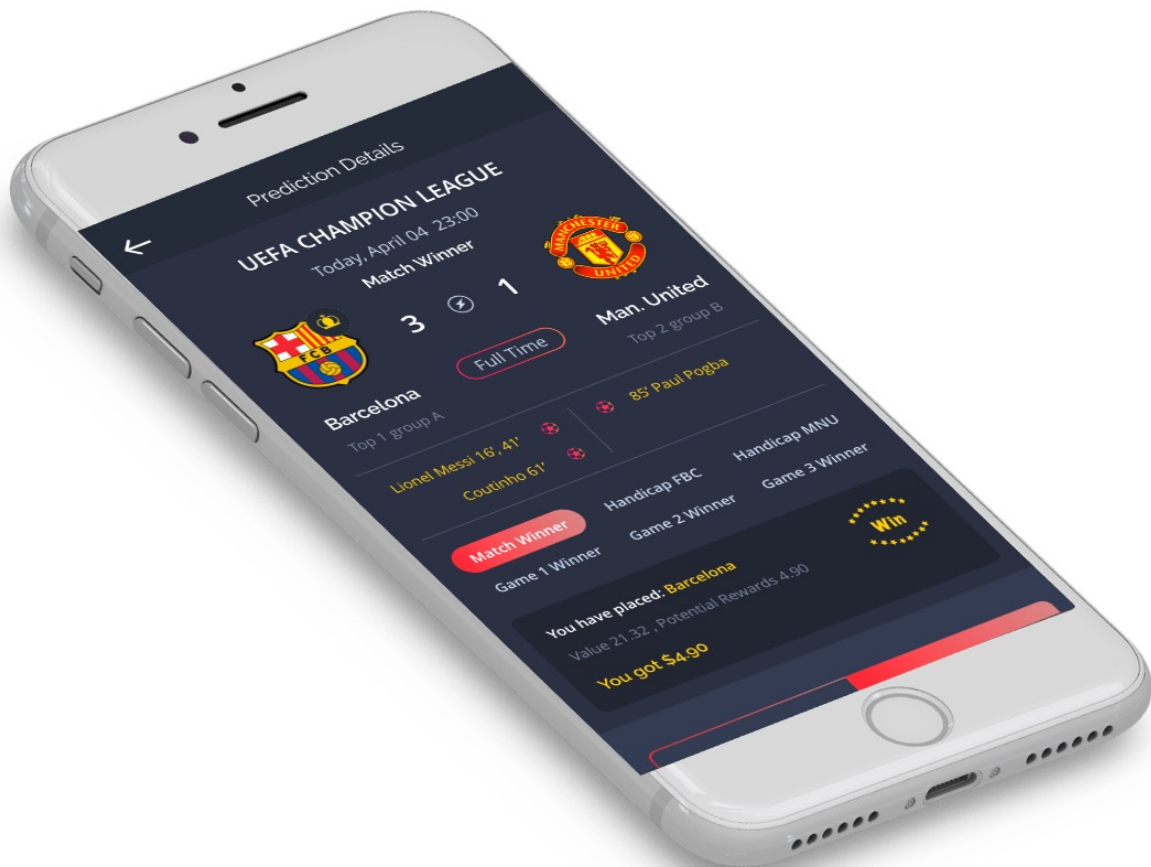 Prediction Details
UEFA CHAMPION LEAGUE
Today, April 04 23:00
Match Winner
3 1
Full Time
FCB
Barcelona
Top 1 group A
MANCHESTER
UNITED
Man. United
Top 2 group B
Lionel Messi 16', 41'
Coutinho 61'
85' Paul Pogba
Match Winner Handicap FBC Handicap MNU
Game 1 Winner Game 2 Winner Game 3 Winner
You have placed: Barcelona
Value 21.32 , Potential Rewards 4.90
You got $4.90
Win